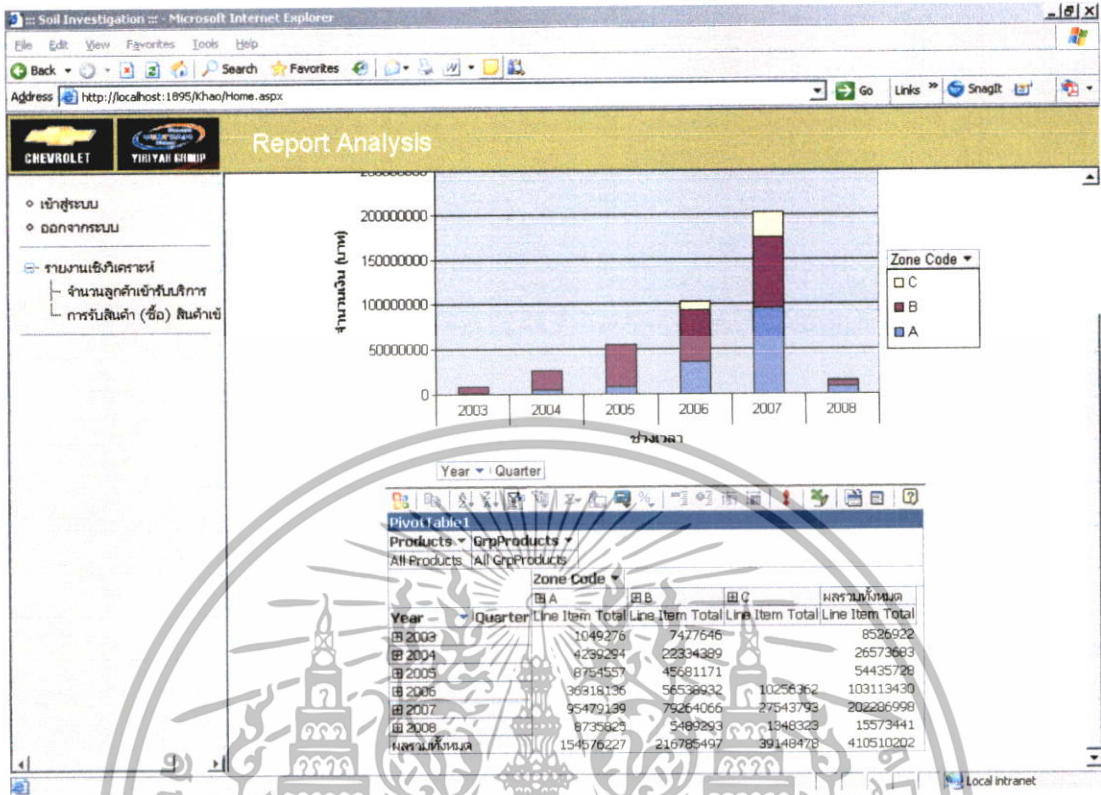 ::: Soil Investigation ::: - Microsoft Internet Explorer
File Edit View Favorites Tools Help
Back Search Favorites
Address http://localhost:1895/Khao/Home.aspx Go Links » SnagIt
CHEVROLET
Report Analysis
เข้าสู่ระบบ
ออกจากระบบ
รายงานเชิงวิเคราะห์
จำนวนลูกค้าเข้ารับบริการ
การรับสินค้า (ซื้อ) สินค้าเข้
จำนวนเงิน (บาท)
200000000
150000000
100000000
50000000
0
2003 2004 2005 2006 2007 2008
ช่วงเวลา
Zone Code
C
B
A
Year Quarter
PivotTable1
Products GrpProducts
All Products All GrpProducts
Zone Code
A B C ผลรวมทั้งหมด
Year Quarter Line Item Total Line Item Total Line Item Total Line Item Total
2003 1049276 7477646 8526922
2004 4239294 22334389 26573683
2005 8754557 45681171 54435728
2006 36318136 56538932 10256362 103113430
2007 95479139 79264066 27543793 202286998
2008 8735825 5489293 1348323 15573441
ผลรวมทั้งหมด 154576227 216785497 39148478 410510202
Local intranet